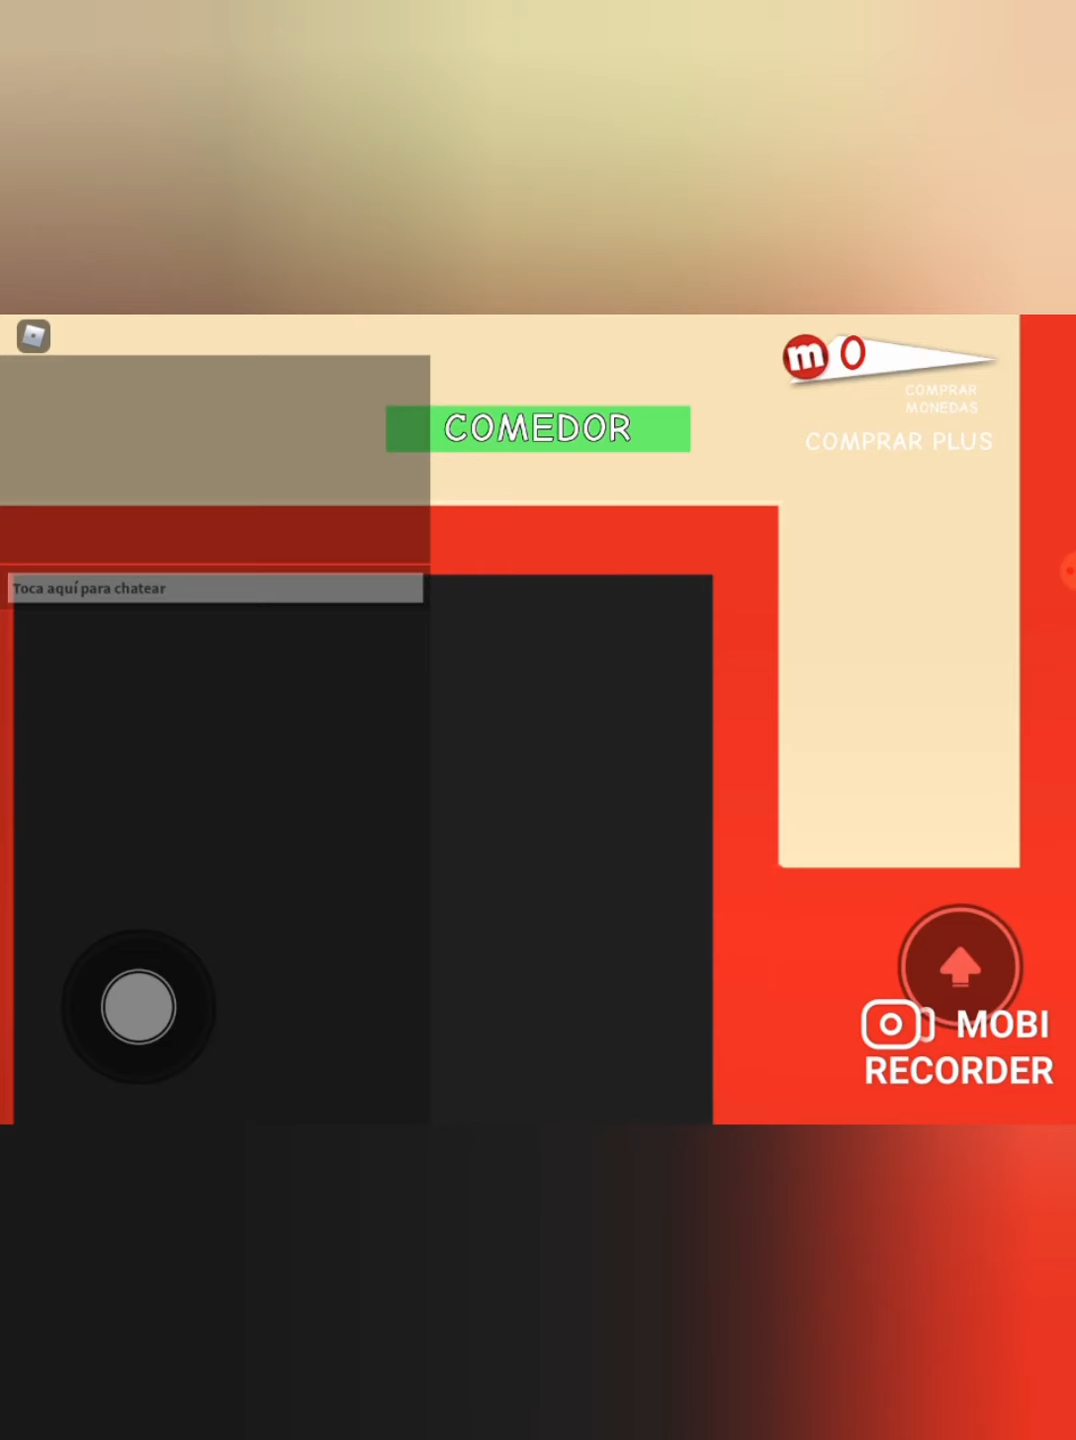 m 0
COMPRAR
MONEDAS
COMEDOR
COMPRAR PLUS
Toca aquí para chatear
MOBI
RECORDER